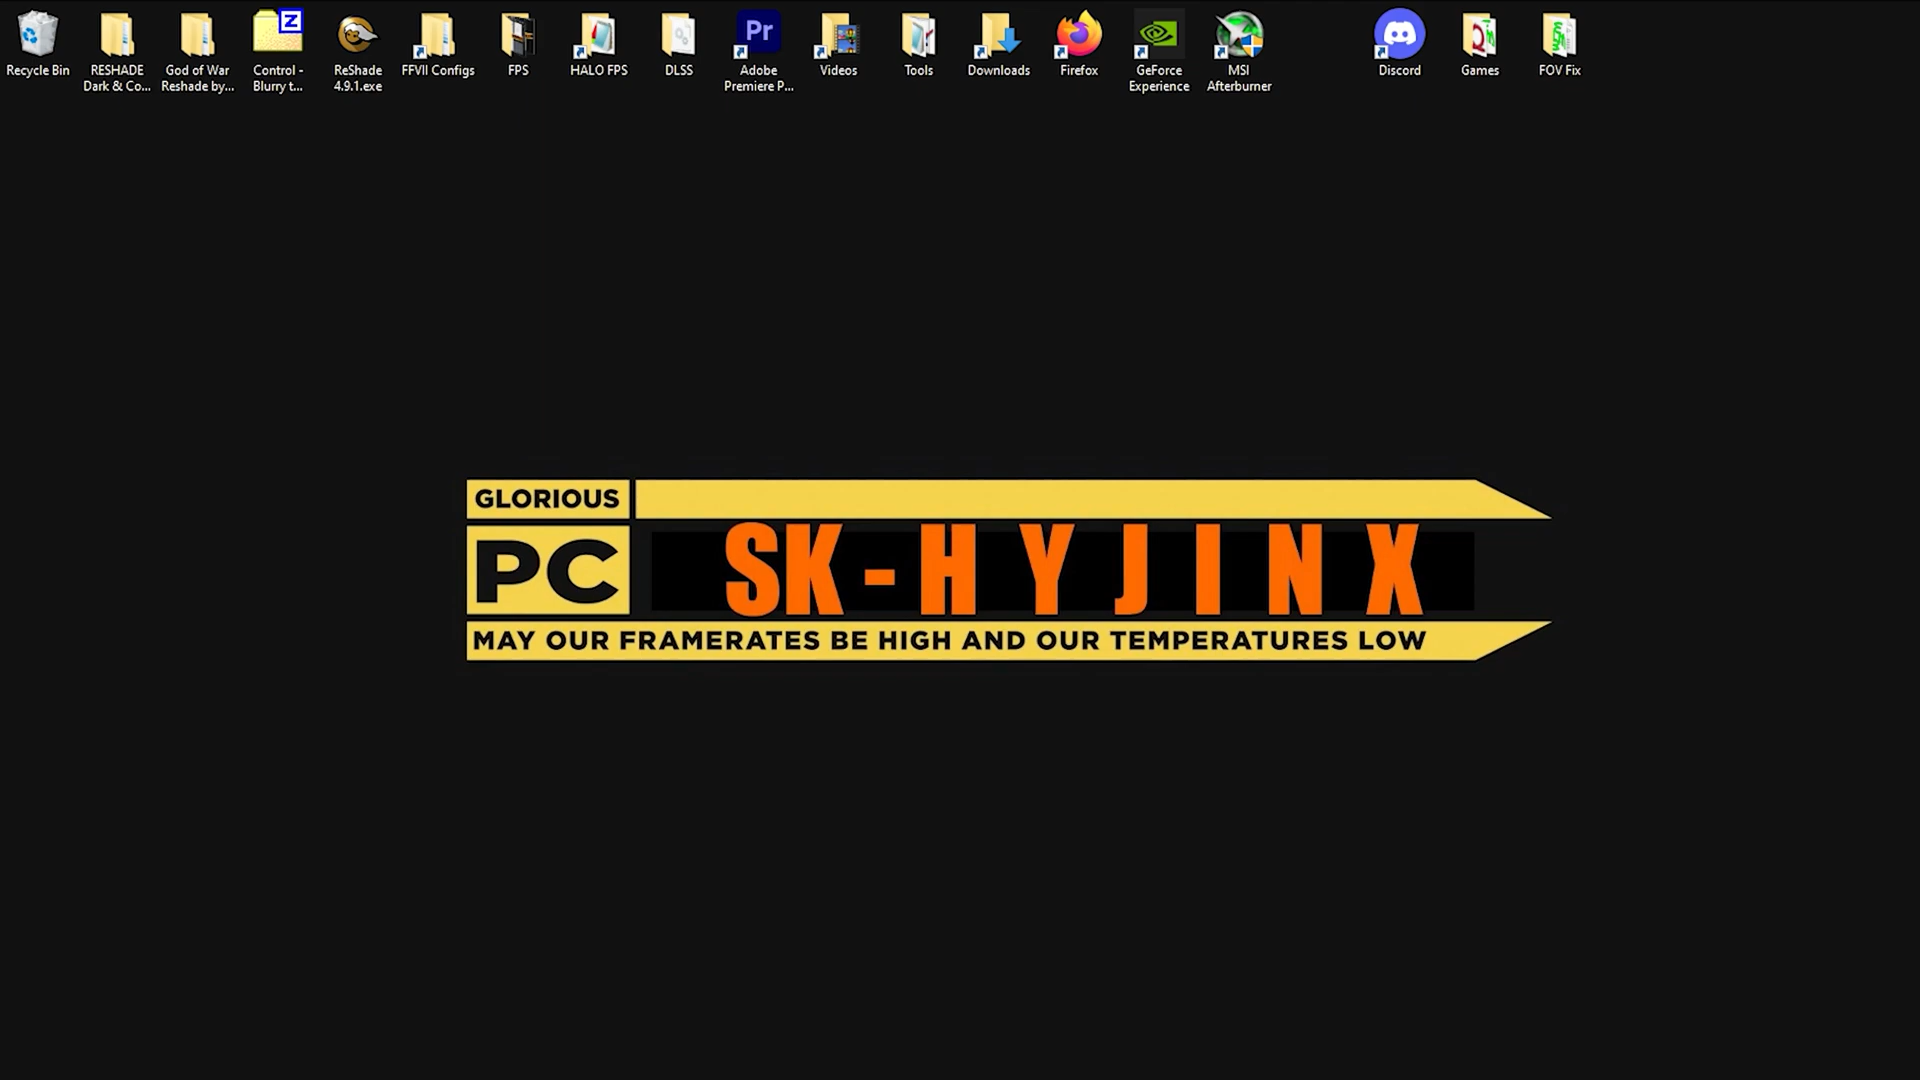 Recycle Bin
RESHADE
Dark & Co...
God of War
Reshade by...
Control -
Blurry t...
ReShade
4.9.1.exe
FFVII Configs
FPS
HALO FPS
DLSS
Pr
Adobe
Premiere P...
Videos
Tools
Downloads
Firefox
GeForce
Experience
MSI
Afterburner
Discord
Games
FOV Fix
GLORIOUS
PC
SK-HYJINX
MAY OUR FRAMERATES BE HIGH AND OUR TEMPERATURES LOW